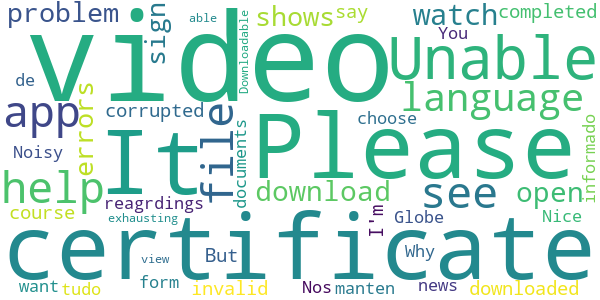 problem
sign
shows
say
able
Downloadable
watch
completed
You
video
Unable
de
errors
app
corrupted
file
language
It
Please
choose
Noisy
documents
informado
help
download
see
open
reagrdings
course
exhausting
I'm
Globe
Nice
certificate
But
Why
view
want
tudo
form
invalid
Nos
manten
news
downloaded